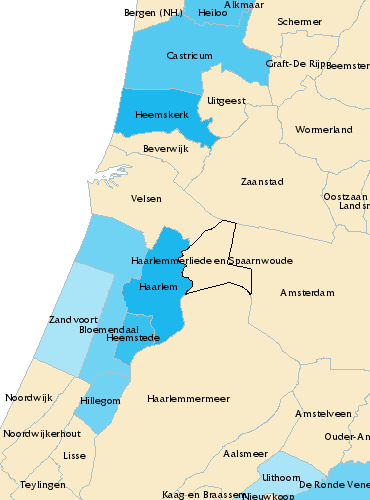 Alkmaar
Bergen (NH.)
Heiloo
Schermer
Castricum
Graft-De Rijp
Beemster
Uitgeest
Heemskerk
Wormerland
Beverwijk
Zaanstad
Velsen
Oostzaan
Landsm
Haarlemmerliede en Spaarnwoude
Haarlem
Amsterdam
Zandvoort
Bloemendaal
Heemstede
Noordwijk
Hillegom
Haarlemmermeer
Amstelveen
Noordwijkerhout
Ouder-Am
Lisse
Aalsmeer
Uithoorn
Teylingen
De Ronde Vene
Kaag en Braassem
Nieuwkoop